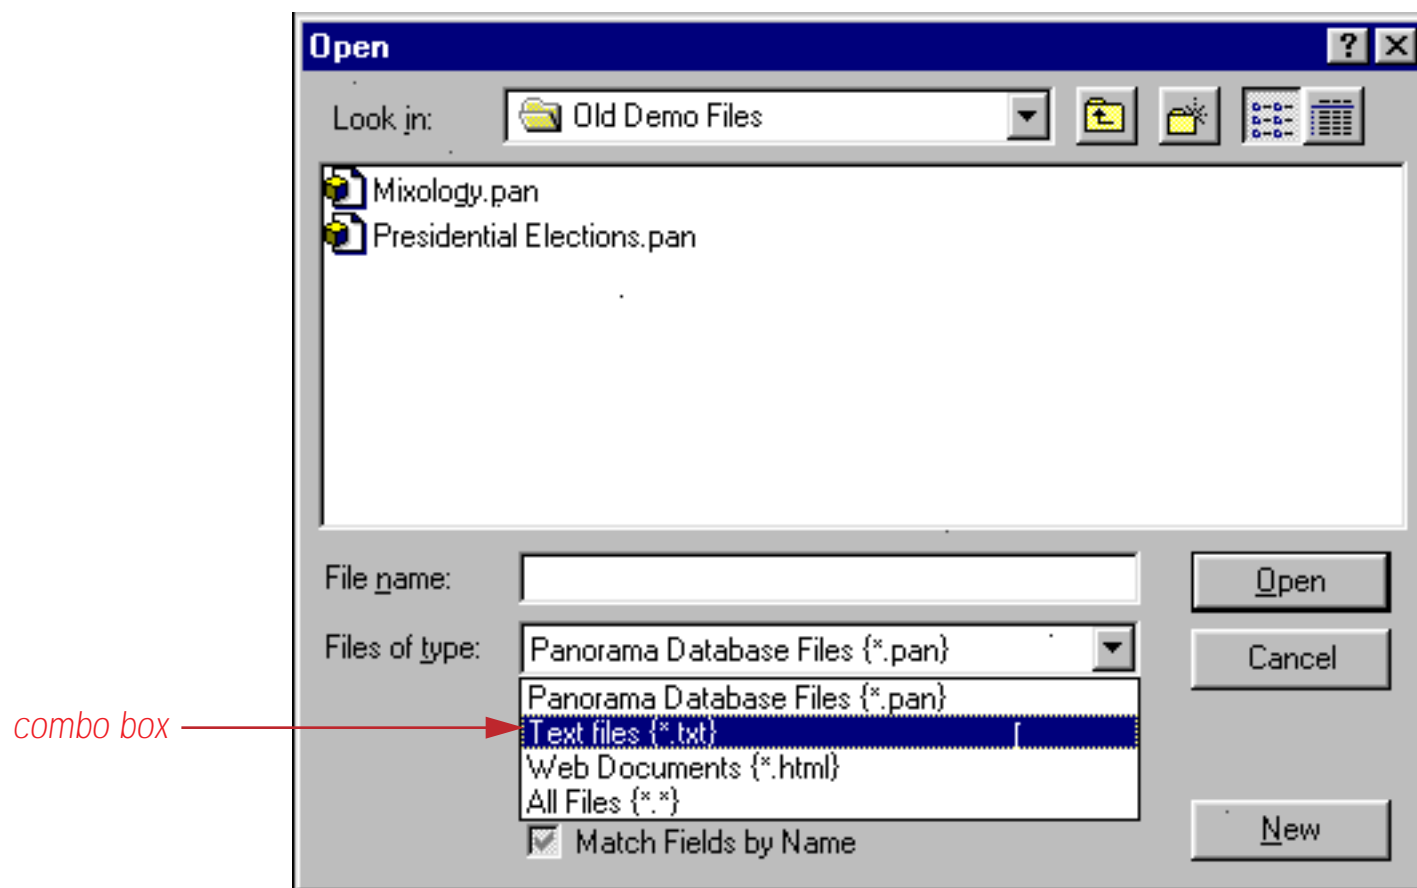 Open
Look in: Old Demo Files
Mixology.pan
Presidential Elections.pan
File name: Open
Files of type: Panorama Database Files {*.pan} Cancel
Panorama Database Files {*.pan}
combo box Text files {*.txt}
Web Documents {*.html}
All Files {*.*}
Match Fields by Name New